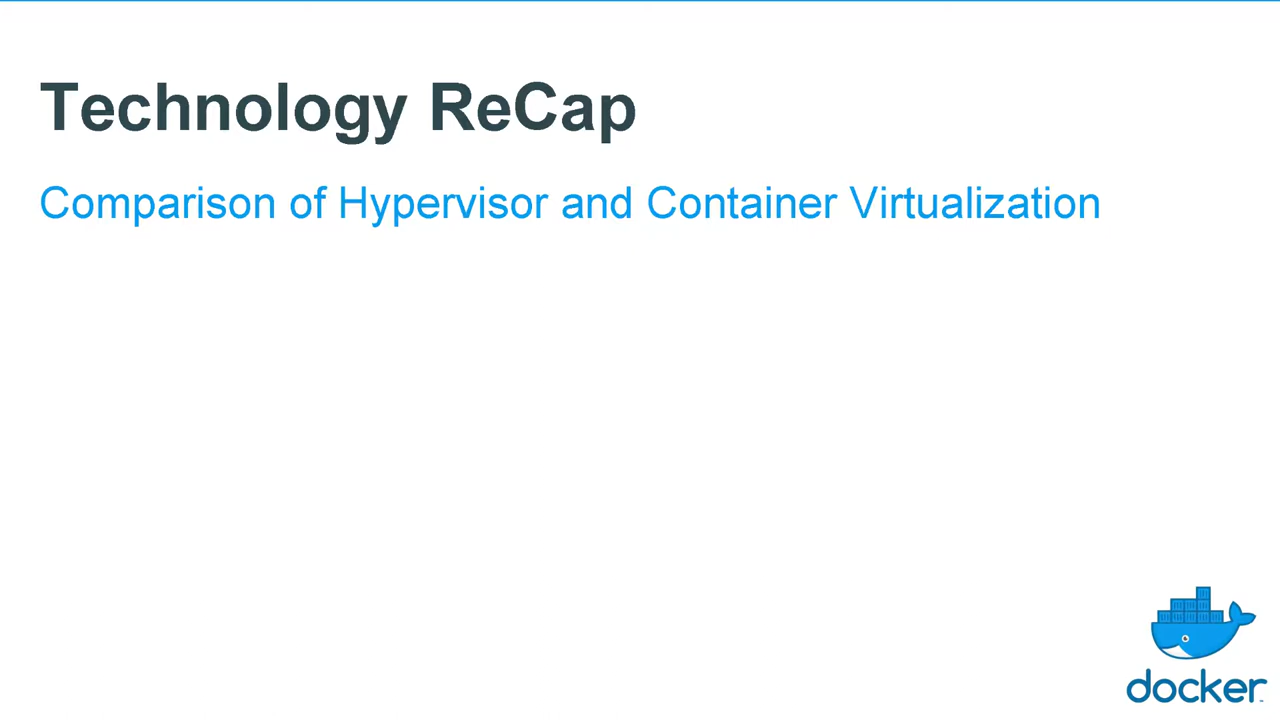 Technology ReCap
Comparison of Hypervisor and Container Virtualization
docker